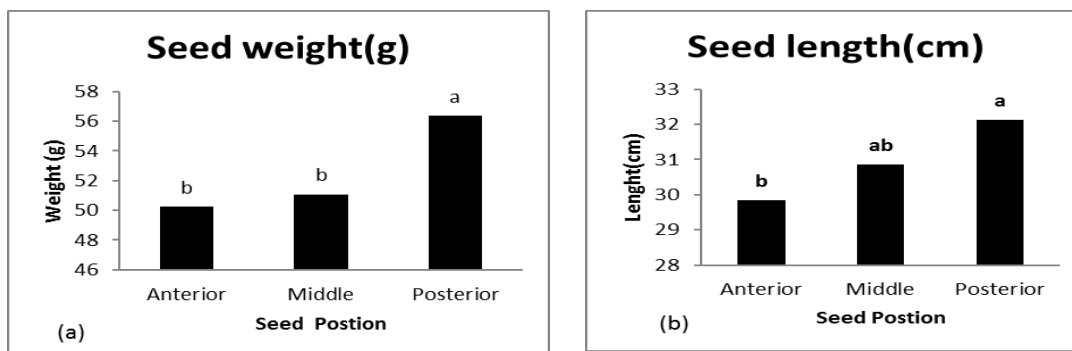 Seed weight(g)
58
56
54
52
50
48
46
Weight (g)
b
b
a
Anterior Middle Posterior
Seed Postion
(a)
Seed length(cm)
33
32
31
30
29
28
Lenght(cm)
b
ab
a
Anterior Middle Posterior
Seed Postion
(b)